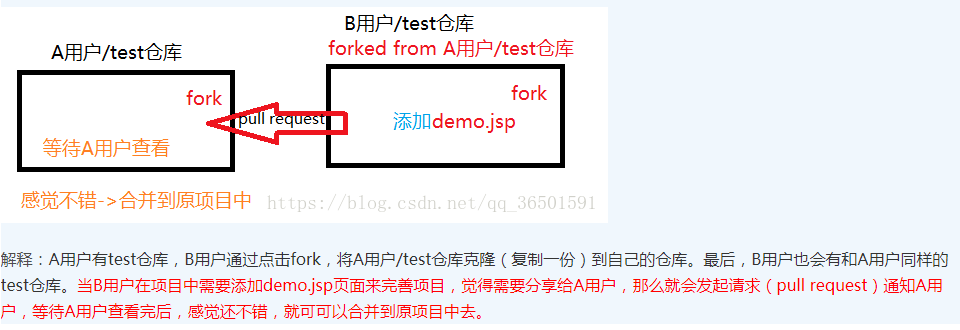 B用户/test仓库
A用户/test仓库
forked from A用户/test仓库
fork
fork
pull request
添加demo.jsp
等待A用户查看
感觉不错->合并到原项目中
https://blog.csdn.net/qq_36501591
解释：A用户有test仓库，B用户通过点击fork，将A用户/test仓库克隆（复制一份）到自己的仓库。最后，B用户也会有和A用户同样的
test仓库。当B用户在项目中需要添加demo.jsp页面来完善项目，觉得需要分享给A用户，那么就会发起请求（pull request）通知A用
户，等待A用户查看完后，感觉还不错，就可可以合并到原项目中去。